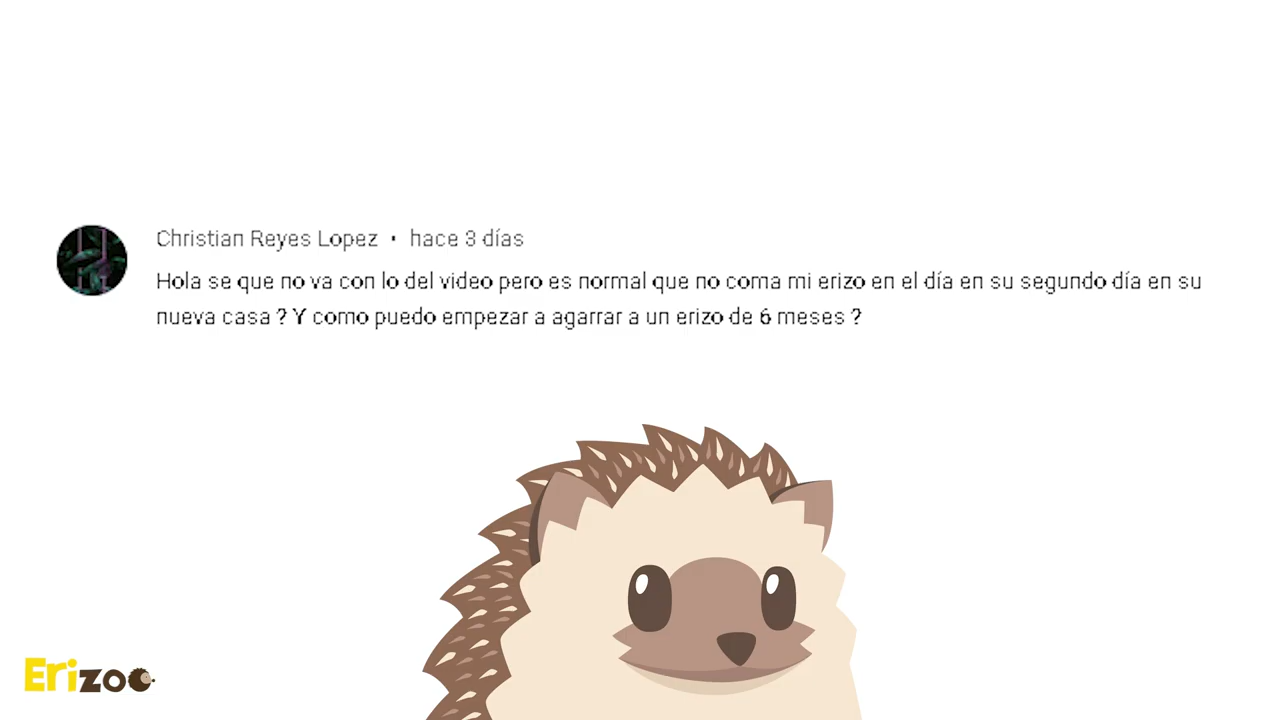 Christian Reyes Lopez · hace 3 días
Hola se que no va con lo del video pero es normal que no coma mi erizo en el día en su segundo día en su
nueva casa ? Y como puedo empezar a agarrar a un erizo de 6 meses ?
Erizoo